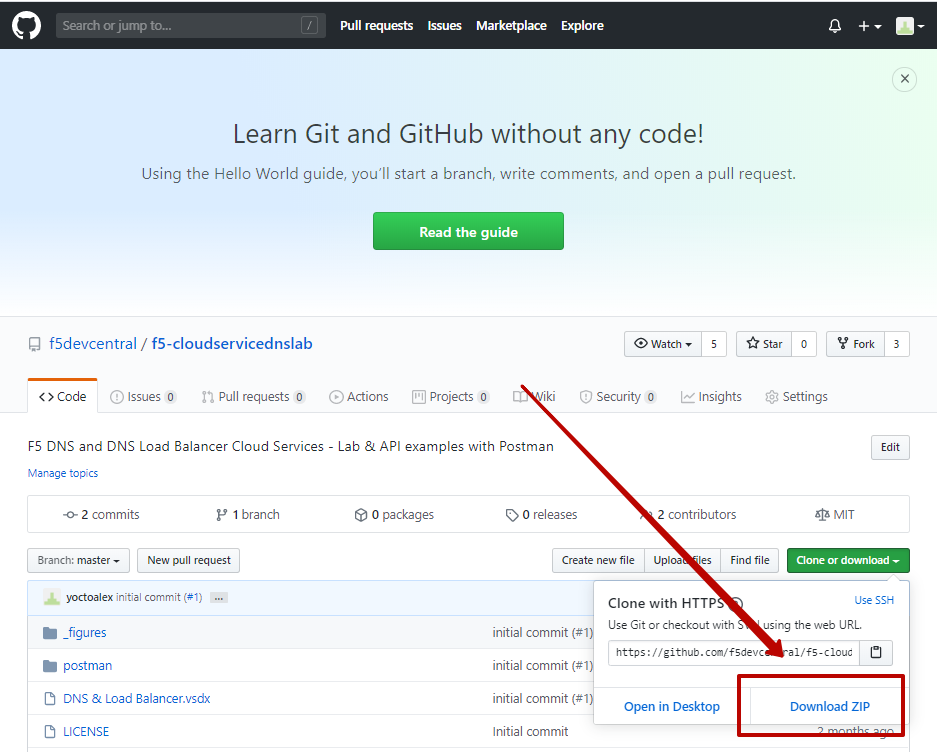 Search or jump to... / Pull requests Issues Marketplace Explore
Learn Git and GitHub without any code!
Using the Hello World guide, you’ll start a branch, write comments, and open a pull request.
Read the guide
f5devcentral / f5-cloudservicednslab Watch 5 Star 0 Fork 3
Code Issues 0 Pull requests 0 Actions Projects 0 Wiki Security 0 Insights Settings
F5 DNS and DNS Load Balancer Cloud Services - Lab & API examples with Postman Edit
Manage topics
2 commits 1 branch 0 packages 0 releases 2 contributors MIT
Branch: master New pull request Create new file Upload files Find file Clone or download
yoctoalex initial commit (#1) ...
Clone with HTTPS Use SSH
Use Git or checkout with SVN using the web URL.
https://github.com/f5devcentral/f5-cloud
Open in Desktop Download ZIP
_figures initial commit (#1)
postman initial commit (#1)
DNS & Load Balancer.vsdx initial commit (#1)
LICENSE Initial commit 2 months ago